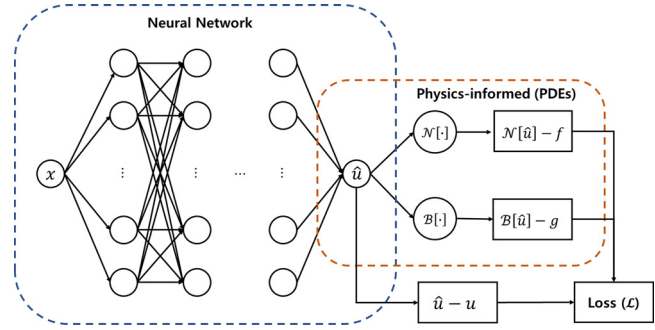 Neural Network
Physics-informed (PDEs)
x
⋮
⋮
⋯
⋮
û
𝒩[·]
𝒩[û] − f
ℬ[·]
ℬ[û] − g
û − u
Loss (ℒ)